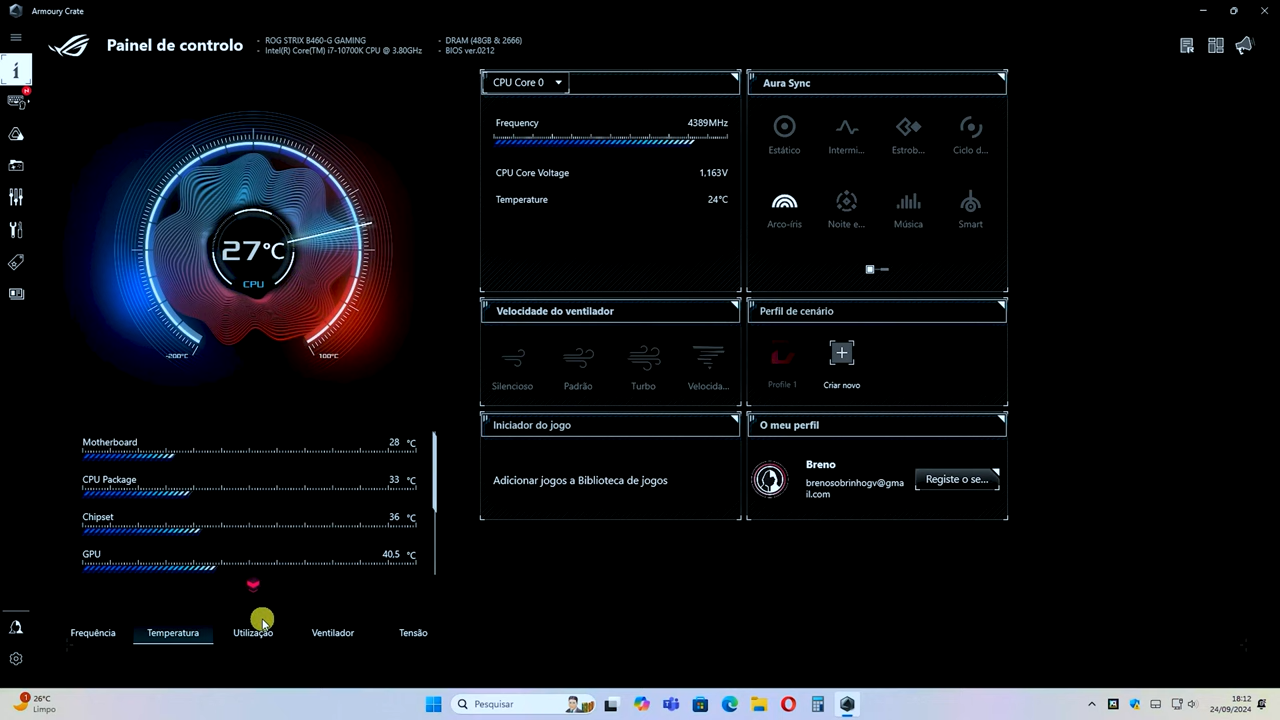 Armoury Crate
Painel de controlo
- ROG STRIX B460-G GAMING
- Intel(R) Core(TM) i7-10700K CPU @ 3.80GHz
- DRAM (48GB & 2666)
- BIOS ver.0212
27°C
CPU
-200°C
100°C
Motherboard 28 °C
CPU Package 33 °C
Chipset 36 °C
GPU 40,5 °C
Frequência Temperatura Utilização Ventilador Tensão
CPU Core 0
Frequency 4389MHz
CPU Core Voltage 1,163V
Temperature 24°C
Aura Sync
Estático Intermi... Estrob... Ciclo d...
Arco-íris Noite e... Música Smart
Velocidade do ventilador
Silencioso Padrão Turbo Velocida...
Perfil de cenário
Profile 1 Criar novo
Iniciador do jogo
Adicionar jogos a Biblioteca de jogos
O meu perfil
Breno
brenosobrinhogv@gma
il.com
Registe o se...
1
26°C
Limpo
Pesquisar
18:12
24/09/2024